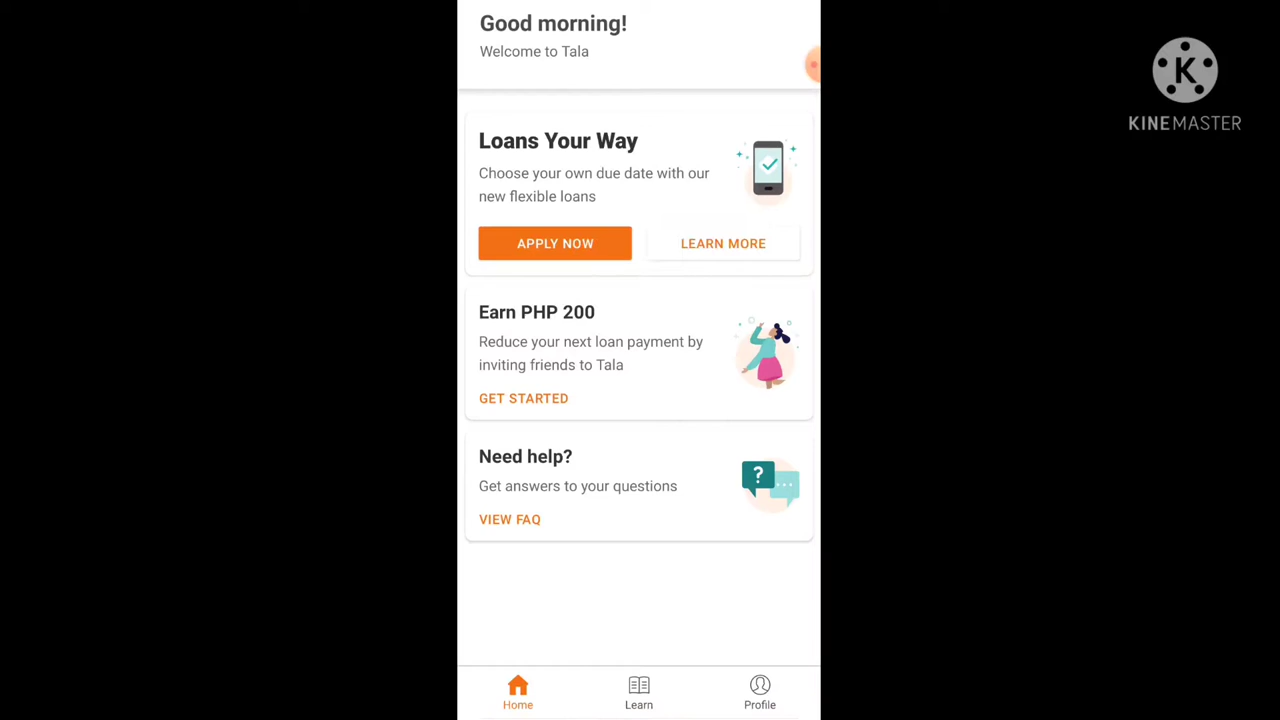 Good morning!
Welcome to Tala
K
KINEMASTER
Loans Your Way
Choose your own due date with our
new flexible loans
APPLY NOW
LEARN MORE
Earn PHP 200
Reduce your next loan payment by
inviting friends to Tala
GET STARTED
Need help?
Get answers to your questions
?
VIEW FAQ
Home
Learn
Profile